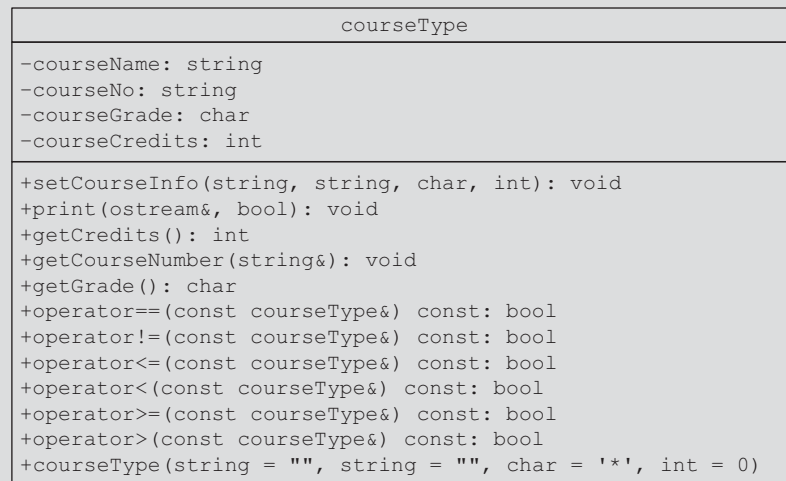 courseType
-courseName: string
-courseNo: string
-courseGrade: char
-courseCredits: int
+setCourseInfo(string, string, char, int): void
+print(ostream&, bool): void
+getCredits(): int
+getCourseNumber(string&): void
+getGrade(): char
+operator==(const courseType&) const: bool
+operator!=(const courseType&) const: bool
+operator<=(const courseType&) const: bool
+operator<(const courseType&) const: bool
+operator>=(const courseType&) const: bool
+operator>(const courseType&) const: bool
+courseType(string = "", string = "", char = '*', int = 0)